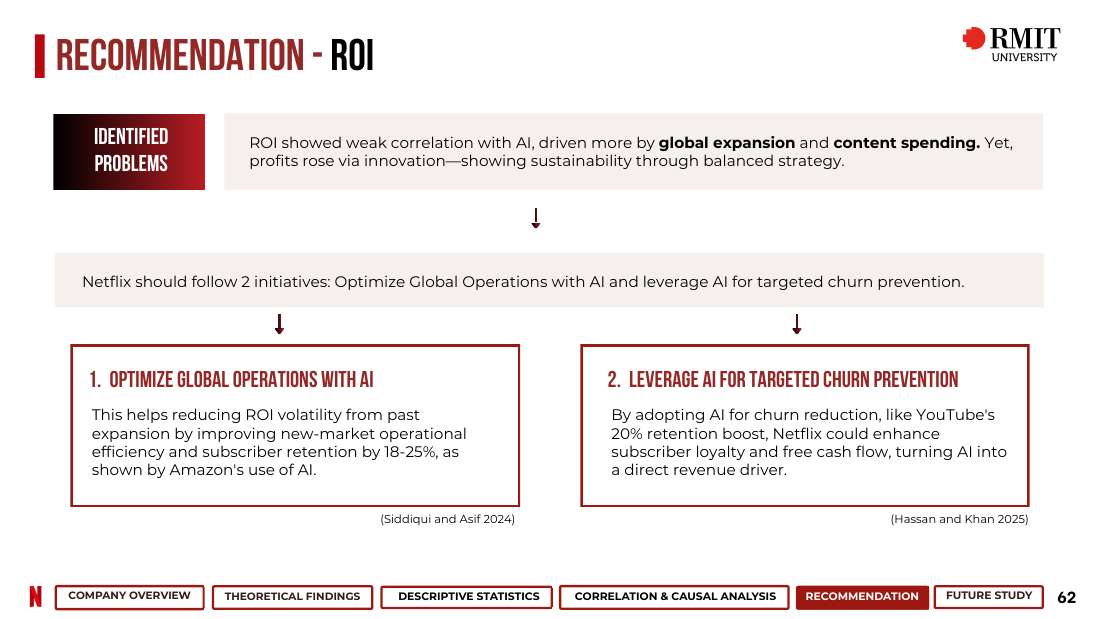 RECOMMENDATION - ROI
RMIT
UNIVERSITY
IDENTIFIED
PROBLEMS
ROI showed weak correlation with AI, driven more by global expansion and content spending. Yet,
profits rose via innovation—showing sustainability through balanced strategy.
Netflix should follow 2 initiatives: Optimize Global Operations with AI and leverage AI for targeted churn prevention.
1. OPTIMIZE GLOBAL OPERATIONS WITH AI
This helps reducing ROI volatility from past
expansion by improving new-market operational
efficiency and subscriber retention by 18-25%, as
shown by Amazon's use of AI.
(Siddiqui and Asif 2024)
2. LEVERAGE AI FOR TARGETED CHURN PREVENTION
By adopting AI for churn reduction, like YouTube's
20% retention boost, Netflix could enhance
subscriber loyalty and free cash flow, turning AI into
a direct revenue driver.
(Hassan and Khan 2025)
N
COMPANY OVERVIEW
THEORETICAL FINDINGS
DESCRIPTIVE STATISTICS
CORRELATION & CAUSAL ANALYSIS
RECOMMENDATION
FUTURE STUDY
62